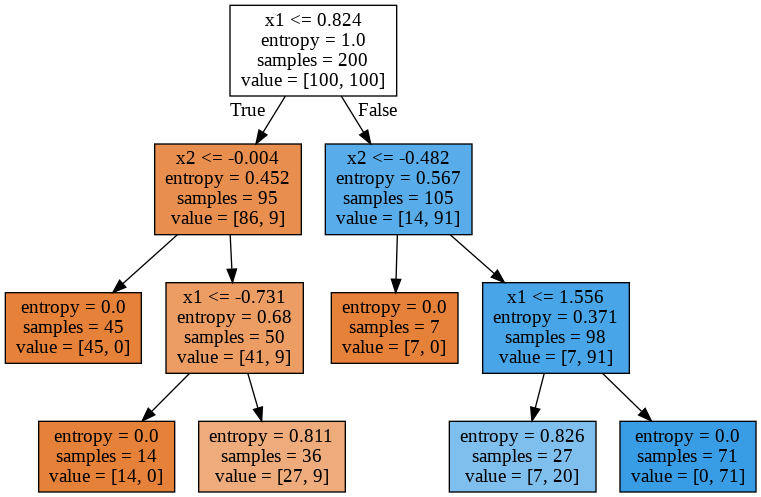 x1 <= 0.824
entropy = 1.0
samples = 200
value = [100, 100]
True
False
x2 <= -0.004
entropy = 0.452
samples = 95
value = [86, 9]
x2 <= -0.482
entropy = 0.567
samples = 105
value = [14, 91]
entropy = 0.0
samples = 45
value = [45, 0]
x1 <= -0.731
entropy = 0.68
samples = 50
value = [41, 9]
entropy = 0.0
samples = 7
value = [7, 0]
x1 <= 1.556
entropy = 0.371
samples = 98
value = [7, 91]
entropy = 0.0
samples = 14
value = [14, 0]
entropy = 0.811
samples = 36
value = [27, 9]
entropy = 0.826
samples = 27
value = [7, 20]
entropy = 0.0
samples = 71
value = [0, 71]